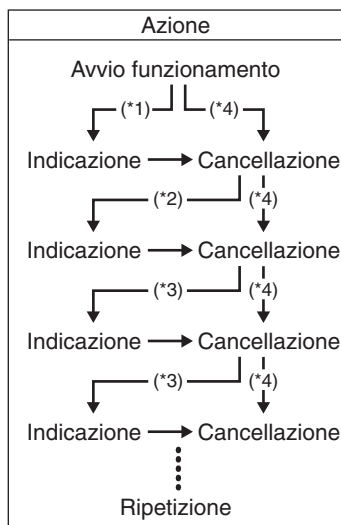 Azione
Avvio funzionamento
(*1) (*4)
Indicazione Cancellazione
(*2) (*4)
Indicazione Cancellazione
(*3) (*4)
Indicazione Cancellazione
(*3) (*4)
Indicazione Cancellazione
Ripetizione